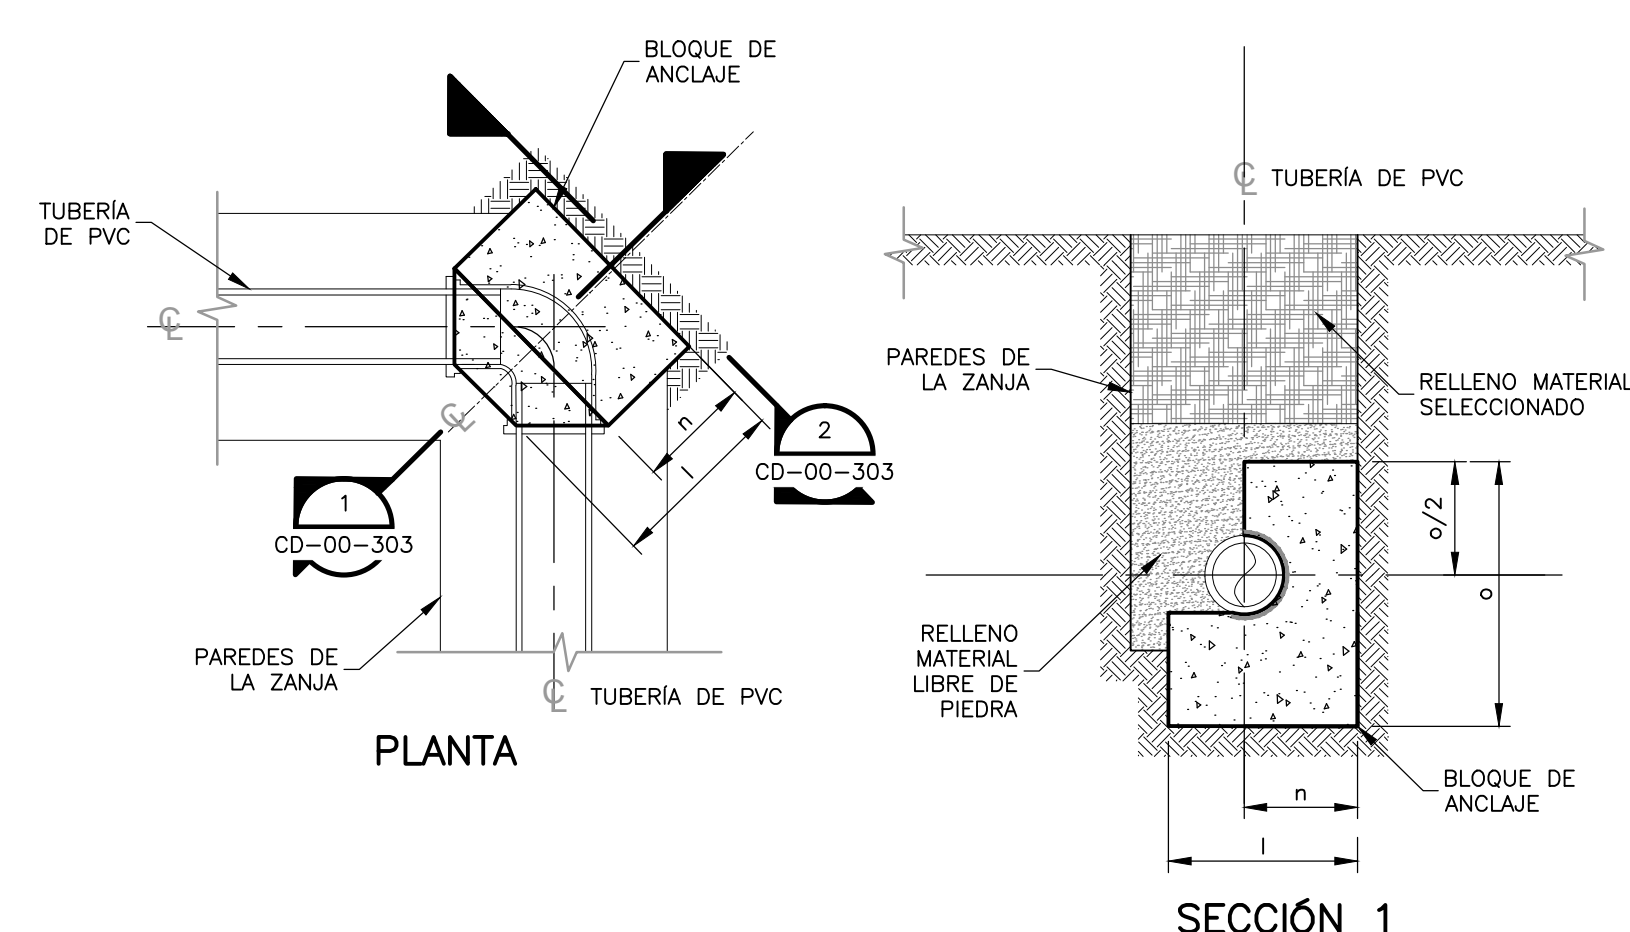 BLOQUE DE
ANCLAJE
TUBERÍA
DE PVC
℄
℄
n
l
2
CD-00-303
1
CD-00-303
PAREDES DE
LA ZANJA
℄ TUBERÍA DE PVC
PLANTA
℄ TUBERÍA DE PVC
PAREDES DE
LA ZANJA
RELLENO MATERIAL
SELECCIONADO
o/2
o
RELLENO
MATERIAL
LIBRE DE
PIEDRA
BLOQUE DE
ANCLAJE
n
l
SECCIÓN 1